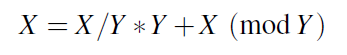 X = X/Y ∗ Y + X (mod Y)